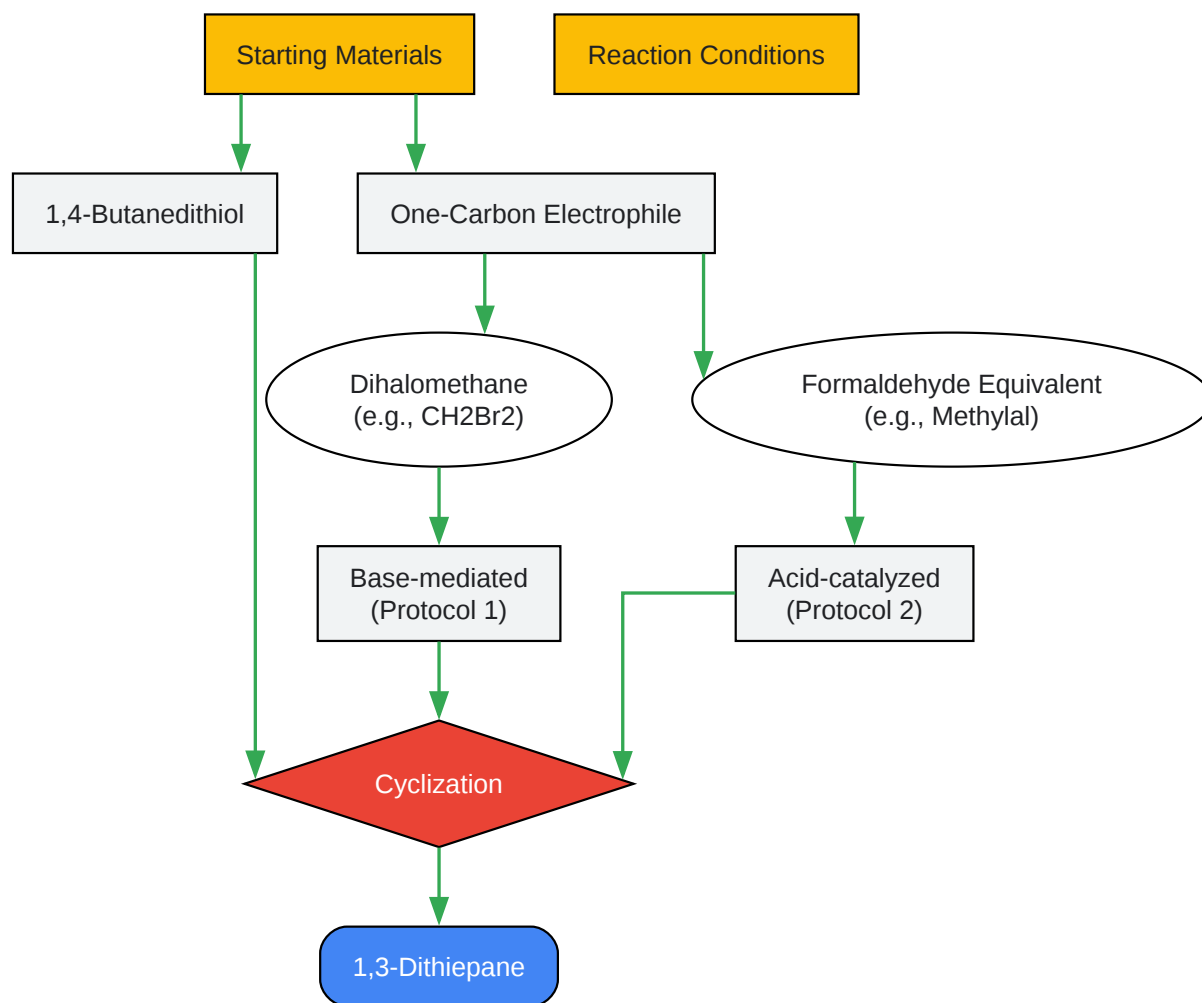 Starting Materials
Reaction Conditions
1,4-Butanedithiol
One-Carbon Electrophile
Dihalomethane
(e.g., CH2Br2)
Formaldehyde Equivalent
(e.g., Methylal)
Base-mediated
(Protocol 1)
Acid-catalyzed
(Protocol 2)
Cyclization
1,3-Dithiepane